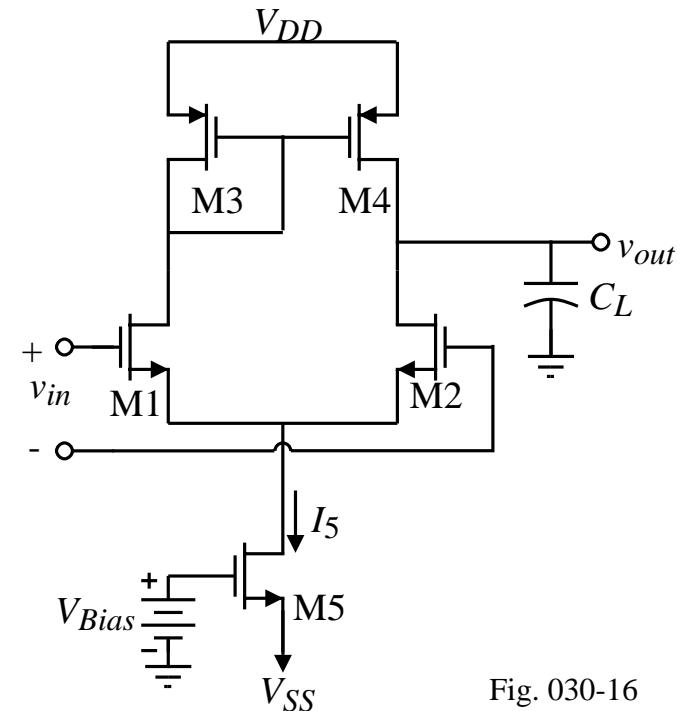 VDD
M3 M4
vout
CL
+
vin
M1 M2
-
I5
+
VBias
M5
-
VSS
Fig. 030-16